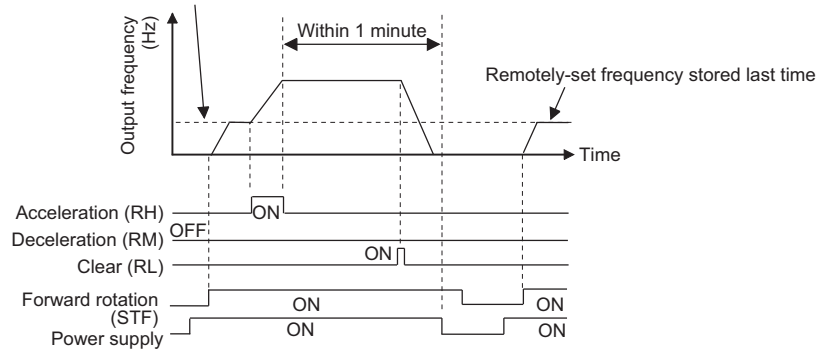 Output frequency
(Hz)
Within 1 minute
Remotely-set frequency stored last time
Time
Acceleration (RH)
ON
Deceleration (RM)
OFF
Clear (RL)
ON
Forward rotation
(STF)
ON
ON
Power supply
ON
ON